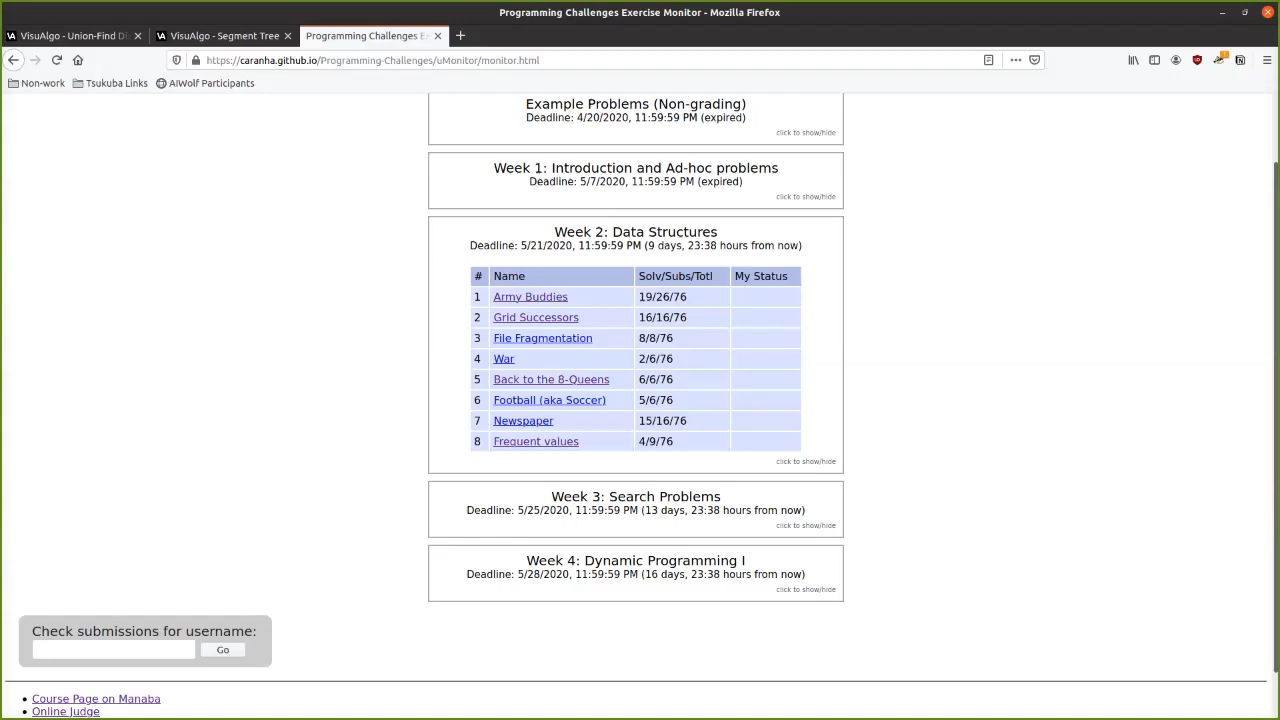 Programming Challenges Exercise Monitor - Mozilla Firefox
VisuAlgo - Union-Find Di
VisuAlgo - Segment Tree
Programming Challenges E
https://caranha.github.io/Programming-Challenges/uMonitor/monitor.html
Non-work
Tsukuba Links
AIWolf Participants
Example Problems (Non-grading)
Deadline: 4/20/2020, 11:59:59 PM (expired)
click to show/hide
Week 1: Introduction and Ad-hoc problems
Deadline: 5/7/2020, 11:59:59 PM (expired)
click to show/hide
Week 2: Data Structures
Deadline: 5/21/2020, 11:59:59 PM (9 days, 23:38 hours from now)
# Name Solv/Subs/Totl My Status
1 Army Buddies 19/26/76
2 Grid Successors 16/16/76
3 File Fragmentation 8/8/76
4 War 2/6/76
5 Back to the 8-Queens 6/6/76
6 Football (aka Soccer) 5/6/76
7 Newspaper 15/16/76
8 Frequent values 4/9/76
click to show/hide
Week 3: Search Problems
Deadline: 5/25/2020, 11:59:59 PM (13 days, 23:38 hours from now)
click to show/hide
Week 4: Dynamic Programming I
Deadline: 5/28/2020, 11:59:59 PM (16 days, 23:38 hours from now)
click to show/hide
Check submissions for username:
Go
Course Page on Manaba
Online Judge